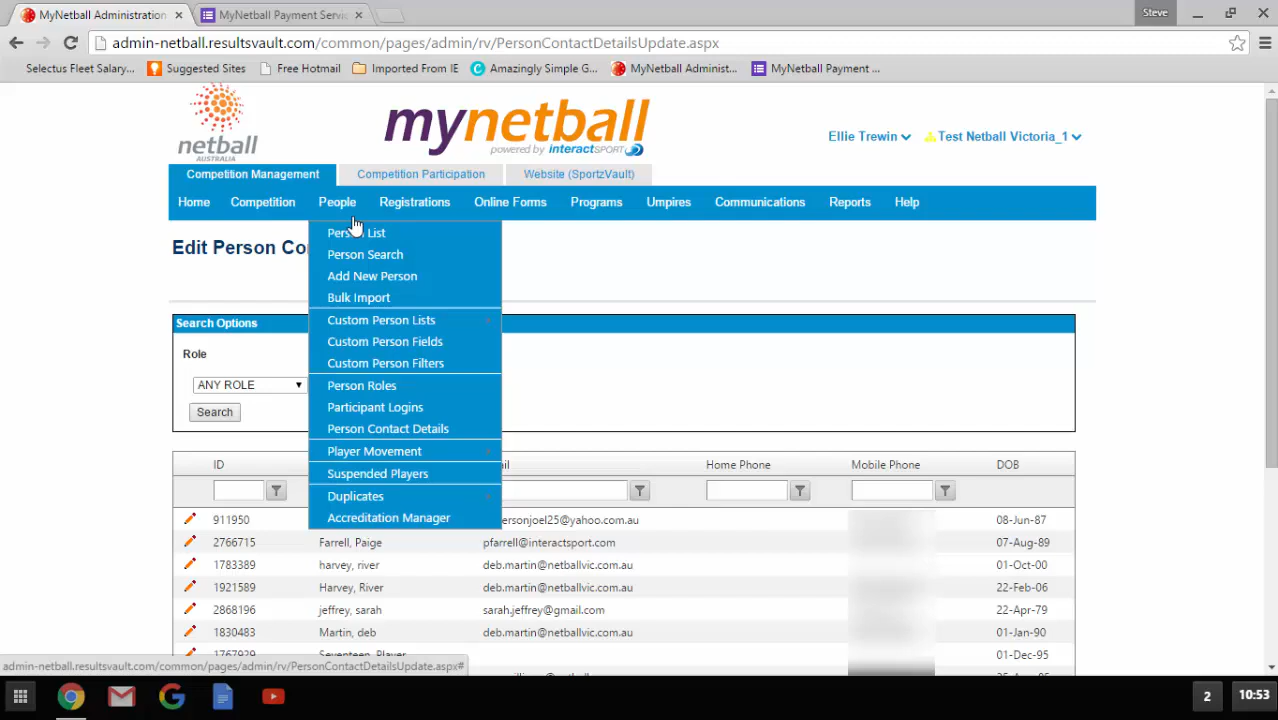 MyNetball Administration
MyNetball Payment Servic
Steve
admin-netball.resultsvault.com/common/pages/admin/rv/PersonContactDetailsUpdate.aspx
Selectus Fleet Salary... Suggested Sites Free Hotmail Imported From IE Amazingly Simple G... MyNetball Administ... MyNetball Payment ...
netball
AUSTRALIA
mynetball
powered by interactSPORT
Ellie Trewin Test Netball Victoria_1
Competition Management Competition Participation Website (SportzVault)
Home Competition People Registrations Online Forms Programs Umpires Communications Reports Help
Edit Person Co
Person List
Person Search
Add New Person
Bulk Import
Custom Person Lists
Custom Person Fields
Custom Person Filters
Person Roles
Participant Logins
Person Contact Details
Player Movement
Suspended Players
Duplicates
Accreditation Manager
Search Options
Role
ANY ROLE
Search
ID Home Phone Mobile Phone DOB
911950 personjoel25@yahoo.com.au 08-Jun-87
2766715 Farrell, Paige pfarrell@interactsport.com 07-Aug-89
1783389 harvey, river deb.martin@netballvic.com.au 01-Oct-00
1921589 Harvey, River deb.martin@netballvic.com.au 22-Feb-06
2868196 jeffrey, sarah sarah.jeffrey@gmail.com 22-Apr-79
1830483 Martin, deb deb.martin@netballvic.com.au 01-Jan-90
1767929 Seventeen, Player 01-Dec-95
admin-netball.resultsvault.com/common/pages/admin/rv/PersonContactDetailsUpdate.aspx#
2 10:53